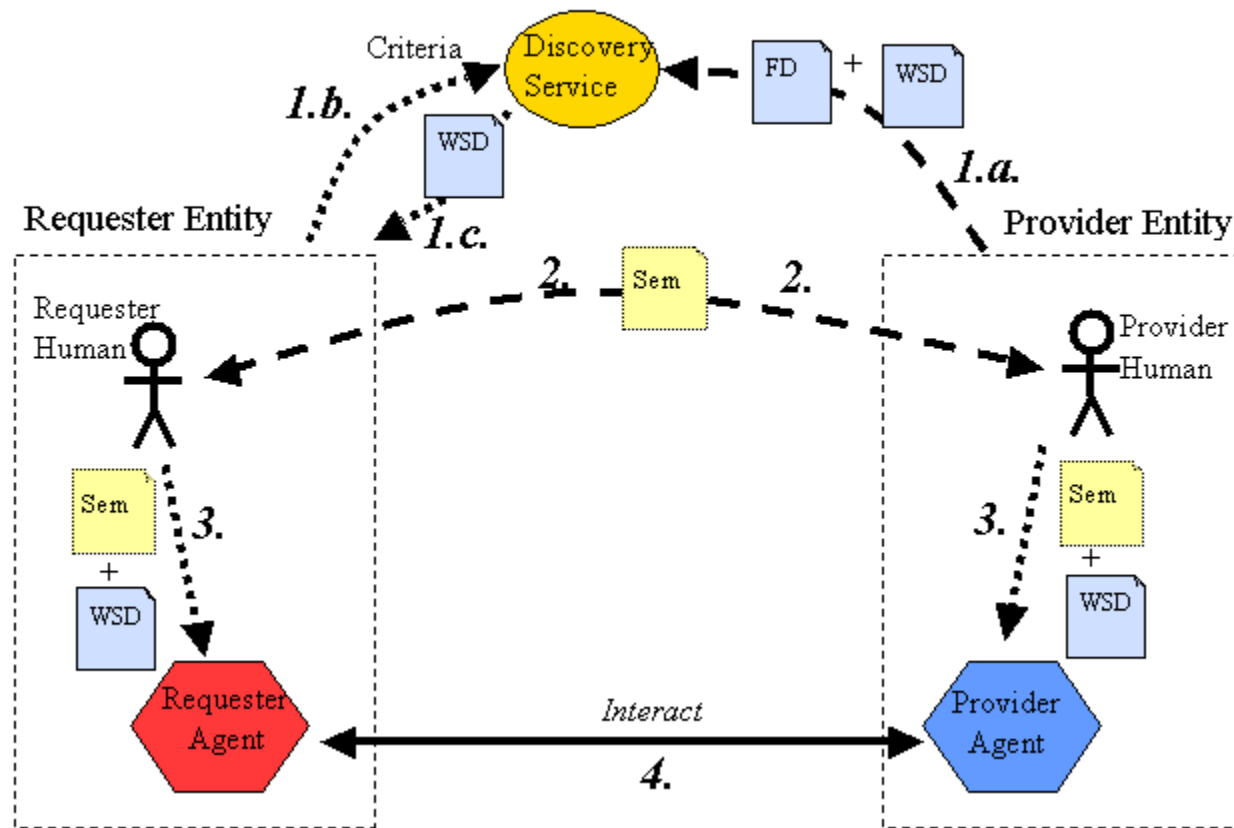 Criteria
Discovery
Service
FD
+
WSD
1.b.
WSD
1.a.
1.c.
Requester Entity
Provider Entity
2.
Sem
2.
Requester
Human
Provider
Human
Sem
+
WSD
3.
3.
Sem
+
WSD
Requester
Agent
Interact
4.
Provider
Agent